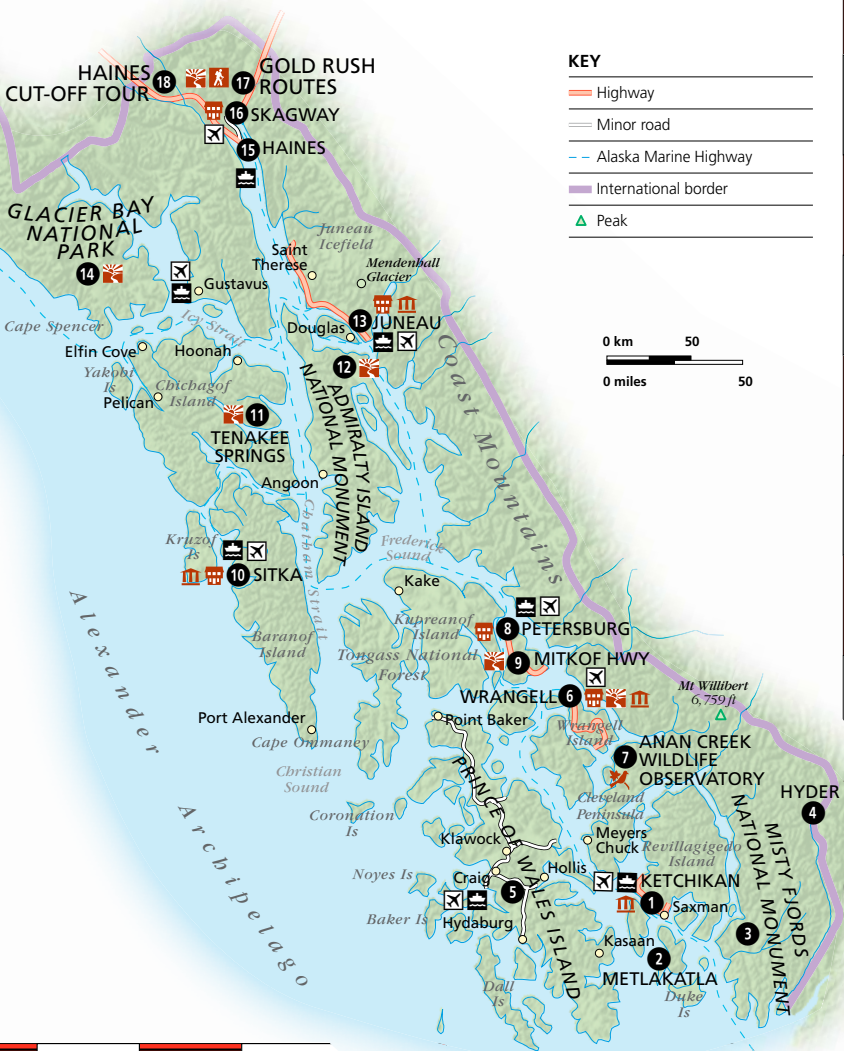 HAINES
CUT-OFF TOUR
18
17
GOLD RUSH
ROUTES
16
SKAGWAY
15
HAINES
KEY
Highway
Minor road
Alaska Marine Highway
International border
Peak
0 km 50
0 miles 50
GLACIER BAY
NATIONAL
PARK
14
Gustavus
Juneau
Icefield
Saint
Therese
Mendenhall
Glacier
13
JUNEAU
Douglas
Cape Spencer
Icy Strait
Elfin Cove
Hoonah
Yakobi
Is
Chichagof
Island
Pelican
12
ADMIRALTY ISLAND
NATIONAL MONUMENT
11
TENAKEE
SPRINGS
Angoon
Coast Mountains
Chatham Strait
Kruzof
Is
10
SITKA
Frederick
Sound
Kake
Baranof
Island
Kupreanof
Island
8
PETERSBURG
Tongass National
Forest
9
MITKOF HWY
WRANGELL
6
Mt Willibert
6,759 ft
Port Alexander
Cape Ommaney
Point Baker
Wrangell
Island
7
ANAN CREEK
WILDLIFE
OBSERVATORY
Christian
Sound
Coronation
Is
Cleveland
Peninsula
HYDER
4
PRINCE OF WALES ISLAND
5
Klawock
Meyers
Chuck
Revillagigedo
Island
MISTY FJORDS
NATIONAL MONUMENT
3
Noyes Is
Craig
Hollis
KETCHIKAN
1
Saxman
Baker Is
Hydaburg
Kasaan
2
METLAKATLA
Dall
Is
Duke
Is
Alexander Archipelago